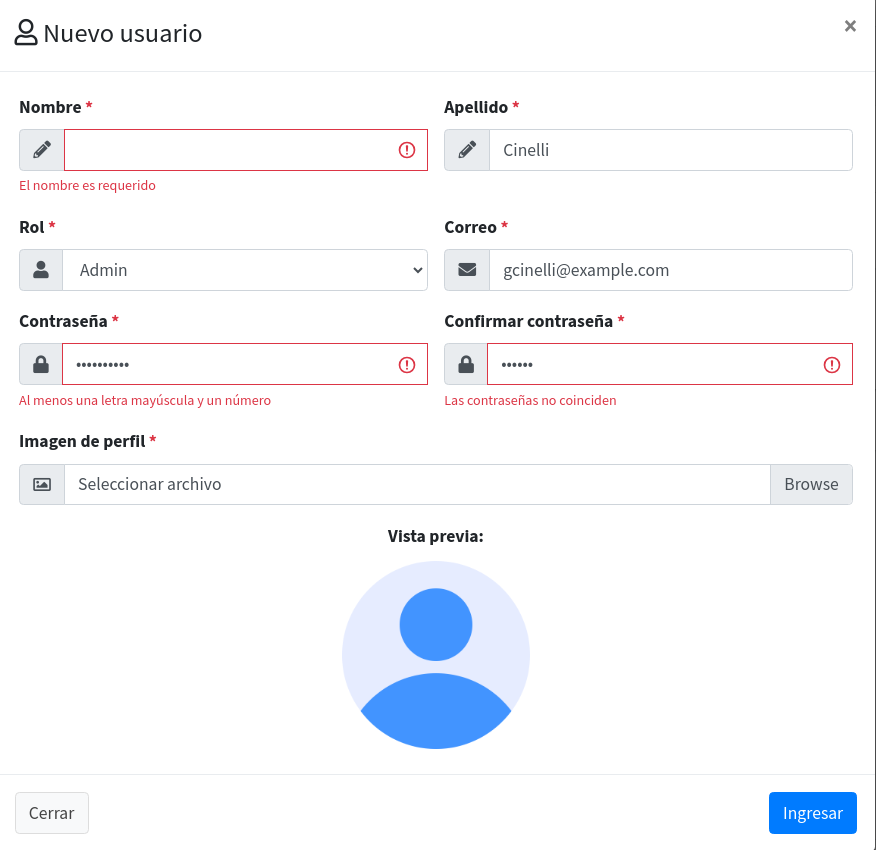 Nuevo usuario ×
Nombre * Apellido *
Cinelli
El nombre es requerido
Rol * Correo *
Admin gcinelli@example.com
Contraseña * Confirmar contraseña *
•••••••••• ••••••
Al menos una letra mayúscula y un número Las contraseñas no coinciden
Imagen de perfil *
Seleccionar archivo Browse
Vista previa:
Cerrar Ingresar